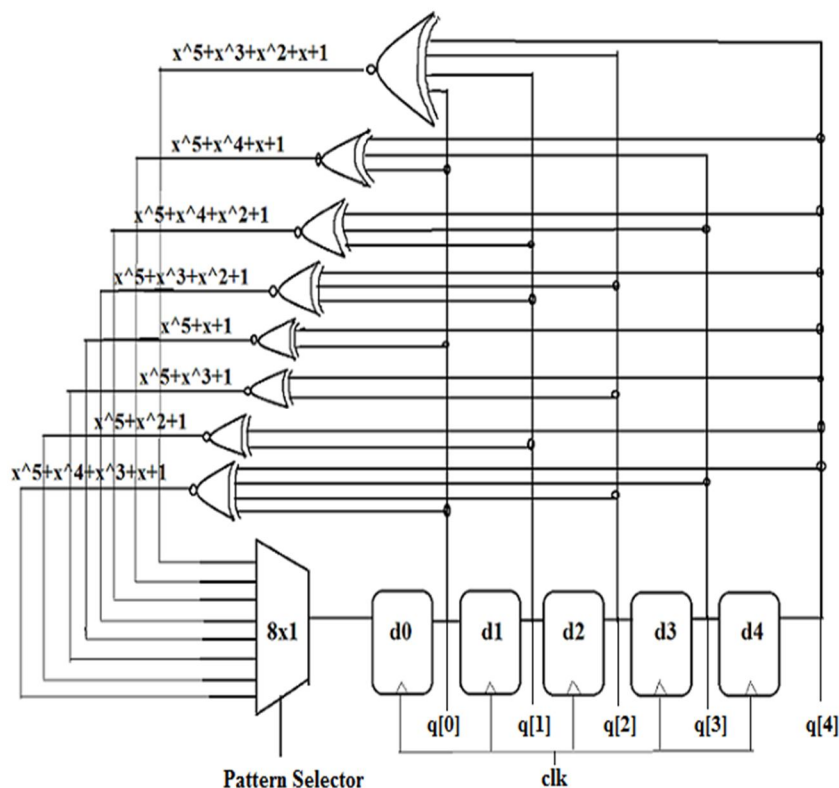 x^5+x^3+x^2+x+1
x^5+x^4+x+1
x^5+x^4+x^2+1
x^5+x^3+x^2+1
x^5+x+1
x^5+x^3+1
x^5+x^2+1
x^5+x^4+x^3+x+1
8x1
d0 d1 d2 d3 d4
q[0] q[1] q[2] q[3] q[4]
Pattern Selector clk